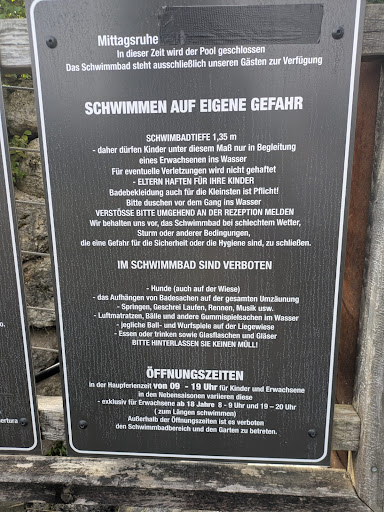 Mittagsruhe
In dieser Zeit wird der Pool geschlossen
Das Schwimmbad steht ausschließlich unseren Gästen zur Verfügung
SCHWIMMEN AUF EIGENE GEFAHR
SCHWIMMBADTIEFE 1,35 m
- daher dürfen Kinder unter diesem Maß nur in Begleitung
eines Erwachsenen ins Wasser
Für eventuelle Verletzungen wird nicht gehaftet
- ELTERN HAFTEN FÜR IHRE KINDER
Badebekleidung auch für die Kleinsten ist Pflicht!
Bitte duschen vor dem Gang ins Wasser
VERSTÖSSE BITTE UMGEHEND AN DER REZEPTION MELDEN
Wir behalten uns vor, das Schwimmbad bei schlechtem Wetter,
Sturm oder anderer Bedingungen,
die eine Gefahr für die Sicherheit oder die Hygiene sind, zu schließen.
IM SCHWIMMBAD SIND VERBOTEN
- Hunde (auch auf der Wiese)
- das Aufhängen von Badesachen auf der gesamten Umzäunung
- Springen, Geschrei Laufen, Rennen, Musik usw.
- Luftmatratzen, Bälle und andere Gummispielsachen im Wasser
- jegliche Ball- und Wurfspiele auf der Liegewiese
- Essen oder trinken sowie Glasflaschen und Gläser
BITTE HINTERLASSEN SIE KEINEN MÜLL!
ÖFFNUNGSZEITEN
in der Haupferienzeit von 09 - 19 Uhr für Kinder und Erwachsene
in den Nebensaisonen varlieren diese
- exklusiv für Erwachsene ab 18 Jahre 8 - 9 Uhr und 19 – 20 Uhr
( zum Längen schwimmen)
Außerhalb der Öffnungszeiten ist es verboten
den Schwimmbadbereich und den Garten zu betreten.